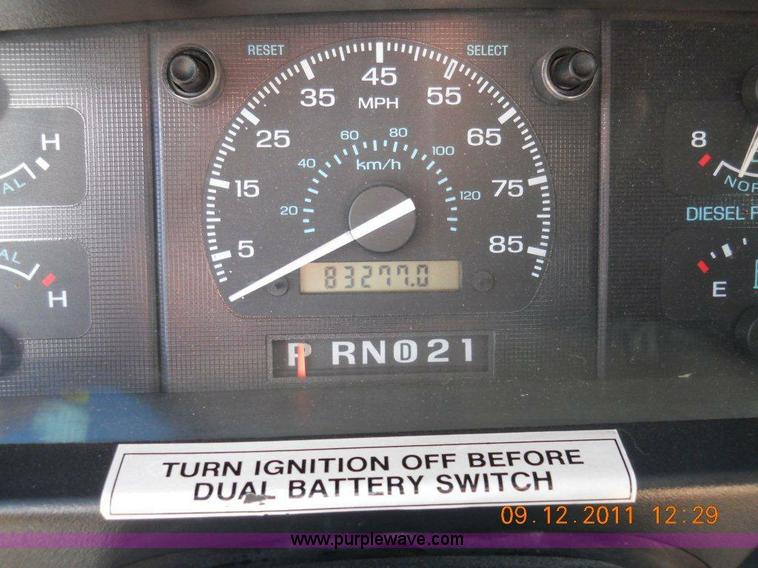 RESET
SELECT
5
15
25
35
45
55
65
75
85
MPH
20
40
60
80
100
120
km/h
83277.0
P RN D 21
H
H
8
DIESEL F
E
TURN IGNITION OFF BEFORE
DUAL BATTERY SWITCH
09.12.2011 12:29
www.purplewave.com